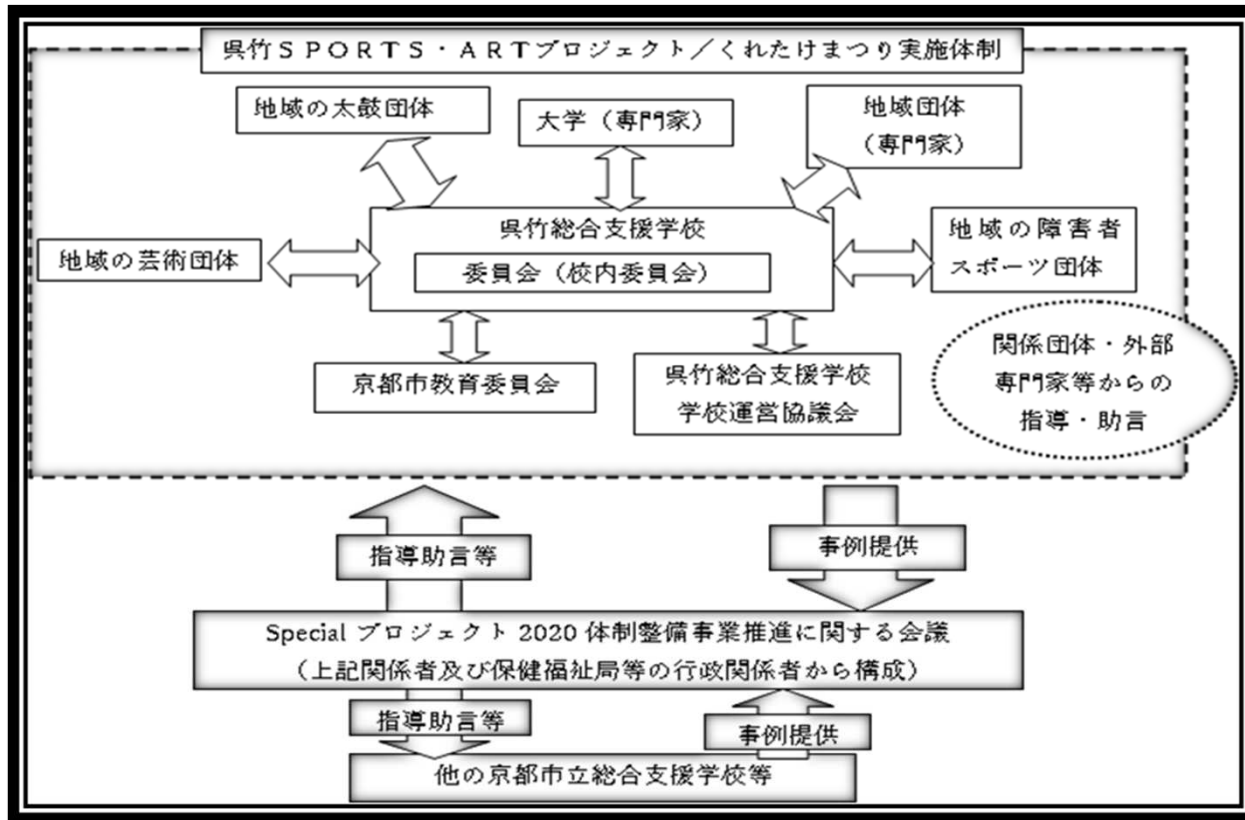 呉竹ＳＰＯＲＴＳ・ＡＲＴプロジェクト／くれたけまつり実施体制
地域の太鼓団体
大学（専門家）
地域団体
（専門家）
地域の芸術団体
呉竹総合支援学校
委員会（校内委員会）
地域の障害者
スポーツ団体
京都市教育委員会
呉竹総合支援学校
学校運営協議会
関係団体・外部
専門家等からの
指導・助言
指導助言等
事例提供
Special プロジェクト 2020 体制整備事業推進に関する会議
（上記関係者及び保健福祉局等の行政関係者から構成）
指導助言等
事例提供
他の京都市立総合支援学校等